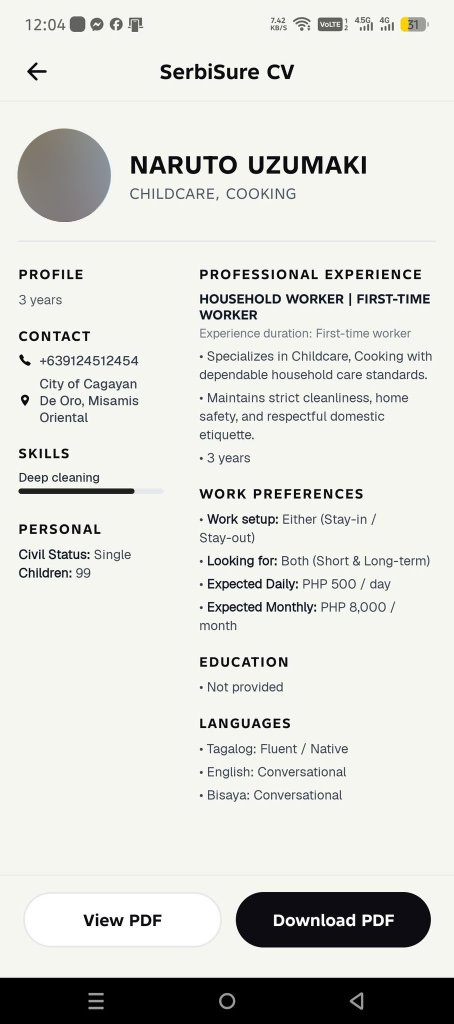 12:04
7.42 KB/S
VoLTE 1 2
4.5G
4G
31
SerbiSure CV
NARUTO UZUMAKI
CHILDCARE, COOKING
PROFILE
3 years
CONTACT
+639124512454
City of Cagayan
De Oro, Misamis
Oriental
SKILLS
Deep cleaning
PERSONAL
Civil Status: Single
Children: 99
PROFESSIONAL EXPERIENCE
HOUSEHOLD WORKER | FIRST-TIME
WORKER
Experience duration: First-time worker
• Specializes in Childcare, Cooking with
dependable household care standards.
• Maintains strict cleanliness, home
safety, and respectful domestic
etiquette.
• 3 years
WORK PREFERENCES
• Work setup: Either (Stay-in /
Stay-out)
• Looking for: Both (Short & Long-term)
• Expected Daily: PHP 500 / day
• Expected Monthly: PHP 8,000 /
month
EDUCATION
• Not provided
LANGUAGES
• Tagalog: Fluent / Native
• English: Conversational
• Bisaya: Conversational
View PDF
Download PDF